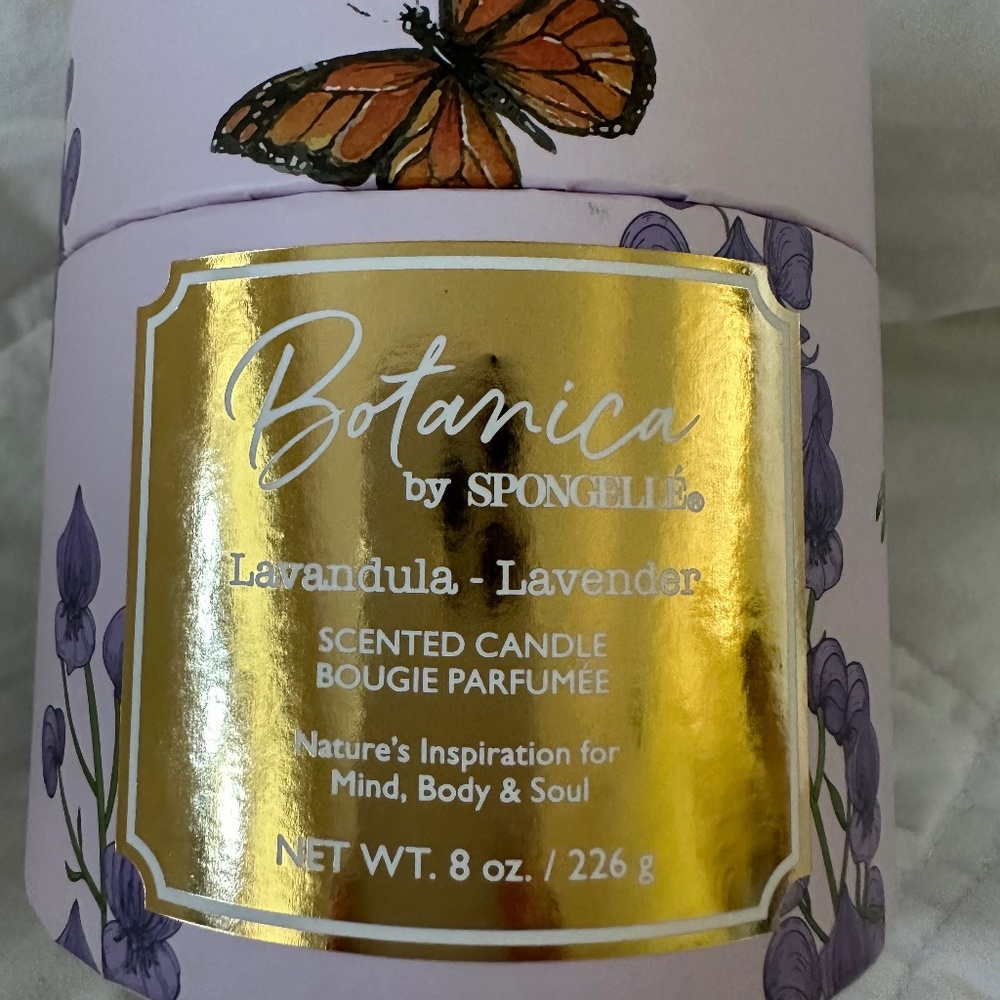 Botanica
by SPONGELLÉ®
Lavandula - Lavender
SCENTED CANDLE
BOUGIE PARFUMÉE
Nature's Inspiration for
Mind, Body & Soul
NET WT. 8 oz. / 226 g